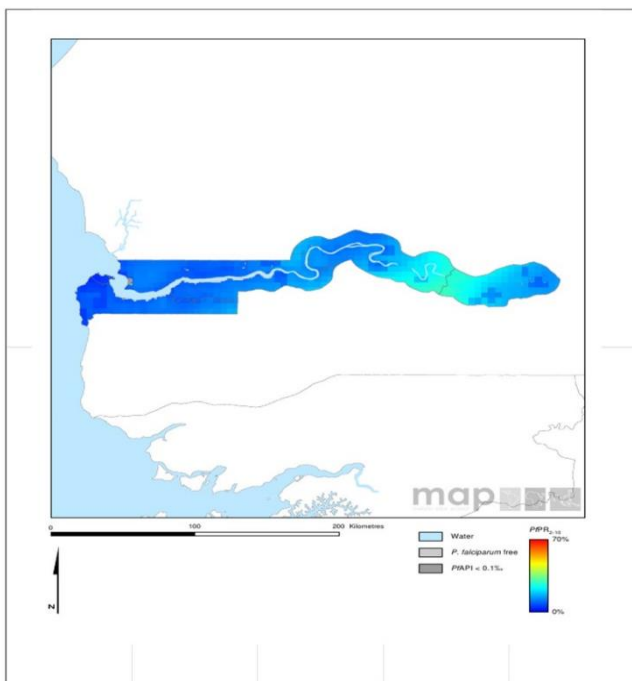 map
0 100 200 Kilometres
Water
P. falciparum free
PfAPI < 0.1‰
PfPR₂₋₁₀
70%
0%
N